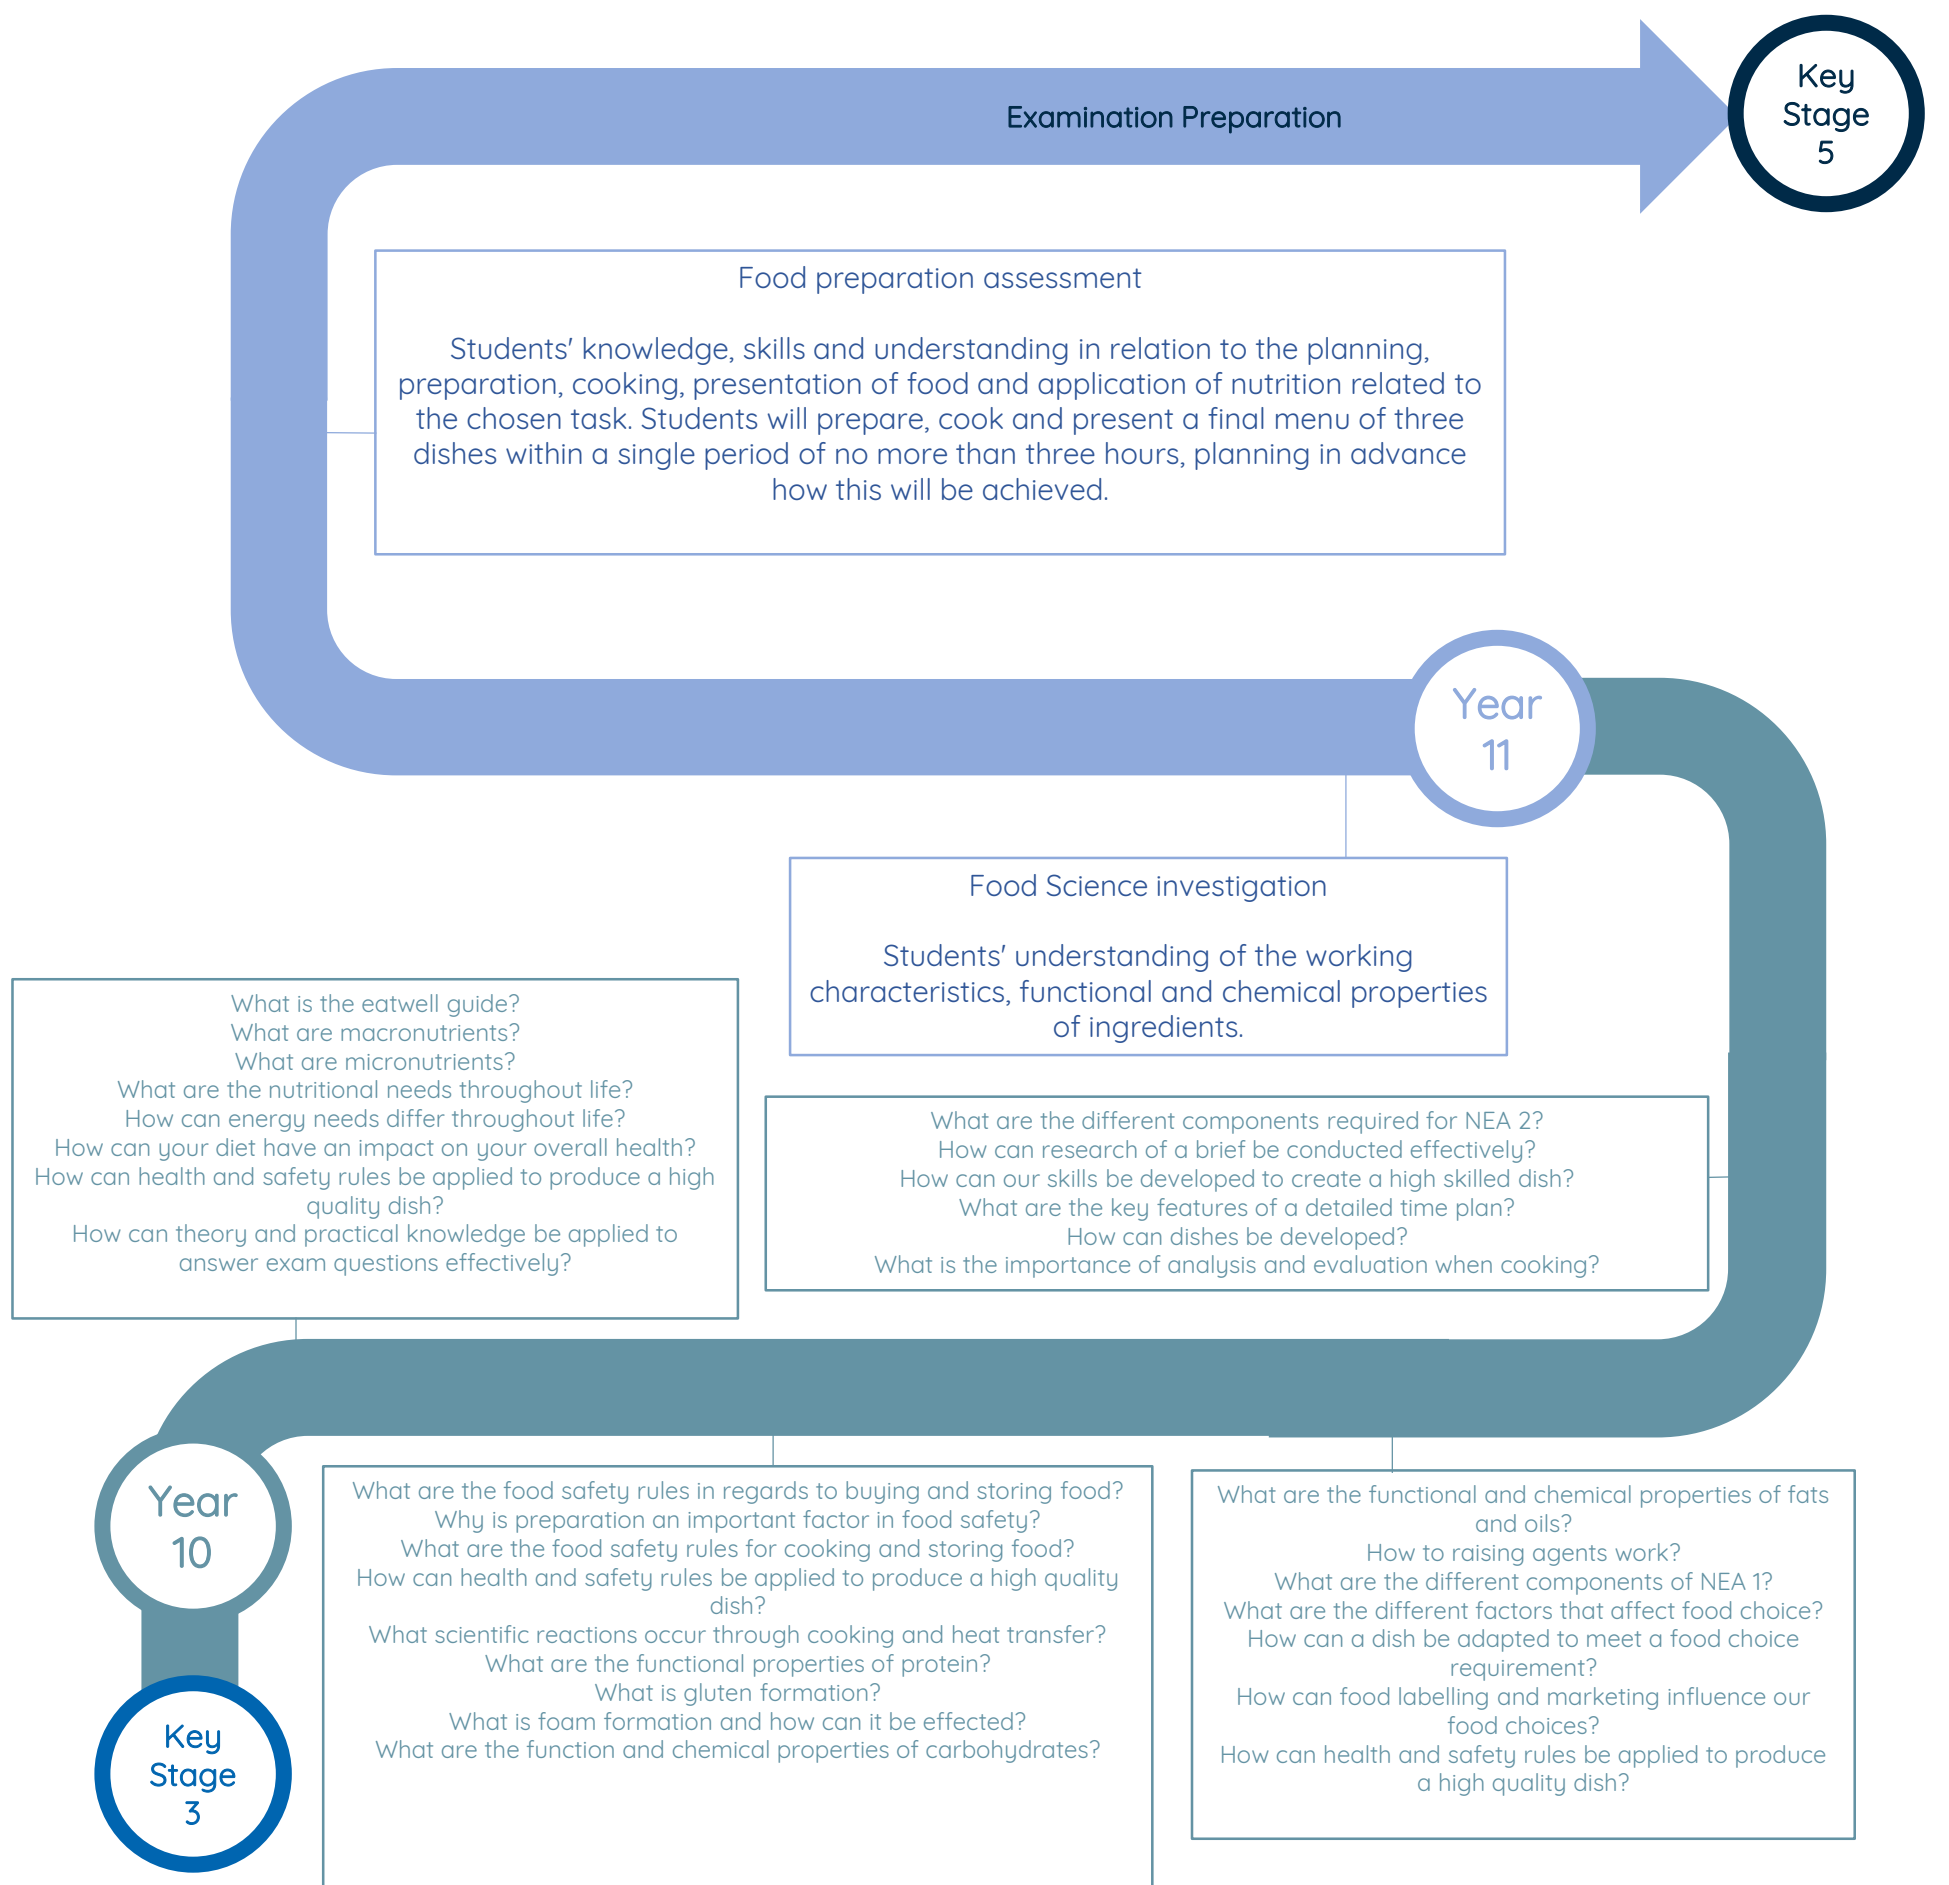 Examination Preparation
Key
Stage
5
Food preparation assessment
Students' knowledge, skills and understanding in relation to the planning,
preparation, cooking, presentation of food and application of nutrition related to
the chosen task. Students will prepare, cook and present a final menu of three
dishes within a single period of no more than three hours, planning in advance
how this will be achieved.
Year
11
Food Science investigation
Students' understanding of the working
characteristics, functional and chemical properties
of ingredients.
What is the eatwell guide?
What are macronutrients?
What are micronutrients?
What are the nutritional needs throughout life?
How can energy needs differ throughout life?
How can your diet have an impact on your overall health?
How can health and safety rules be applied to produce a high
quality dish?
How can theory and practical knowledge be applied to
answer exam questions effectively?
What are the different components required for NEA 2?
How can research of a brief be conducted effectively?
How can our skills be developed to create a high skilled dish?
What are the key features of a detailed time plan?
How can dishes be developed?
What is the importance of analysis and evaluation when cooking?
Year
10
What are the food safety rules in regards to buying and storing food?
Why is preparation an important factor in food safety?
What are the food safety rules for cooking and storing food?
How can health and safety rules be applied to produce a high quality
dish?
What scientific reactions occur through cooking and heat transfer?
What are the functional properties of protein?
What is gluten formation?
What is foam formation and how can it be effected?
What are the function and chemical properties of carbohydrates?
What are the functional and chemical properties of fats
and oils?
How to raising agents work?
What are the different components of NEA 1?
What are the different factors that affect food choice?
How can a dish be adapted to meet a food choice
requirement?
How can food labelling and marketing influence our
food choices?
How can health and safety rules be applied to produce
a high quality dish?
Key
Stage
3